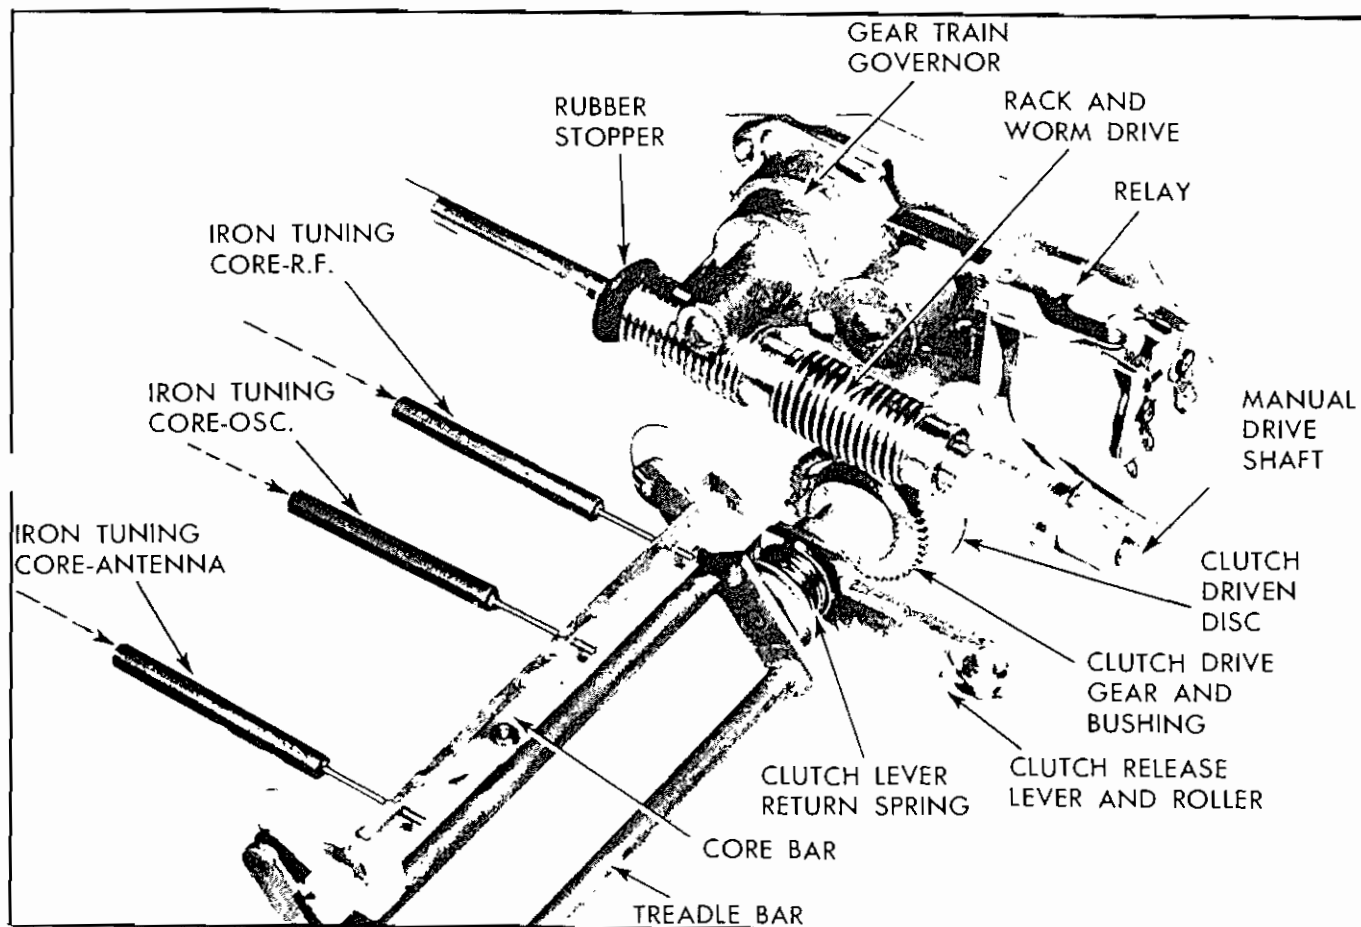 GEAR TRAIN
GOVERNOR
RUBBER
STOPPER
RACK AND
WORM DRIVE
RELAY
IRON TUNING
CORE-R.F.
IRON TUNING
CORE-OSC.
MANUAL
DRIVE
SHAFT
IRON TUNING
CORE-ANTENNA
CLUTCH
DRIVEN
DISC
CLUTCH DRIVE
GEAR AND
BUSHING
CLUTCH LEVER
RETURN SPRING
CLUTCH RELEASE
LEVER AND ROLLER
CORE BAR
TREADLE BAR